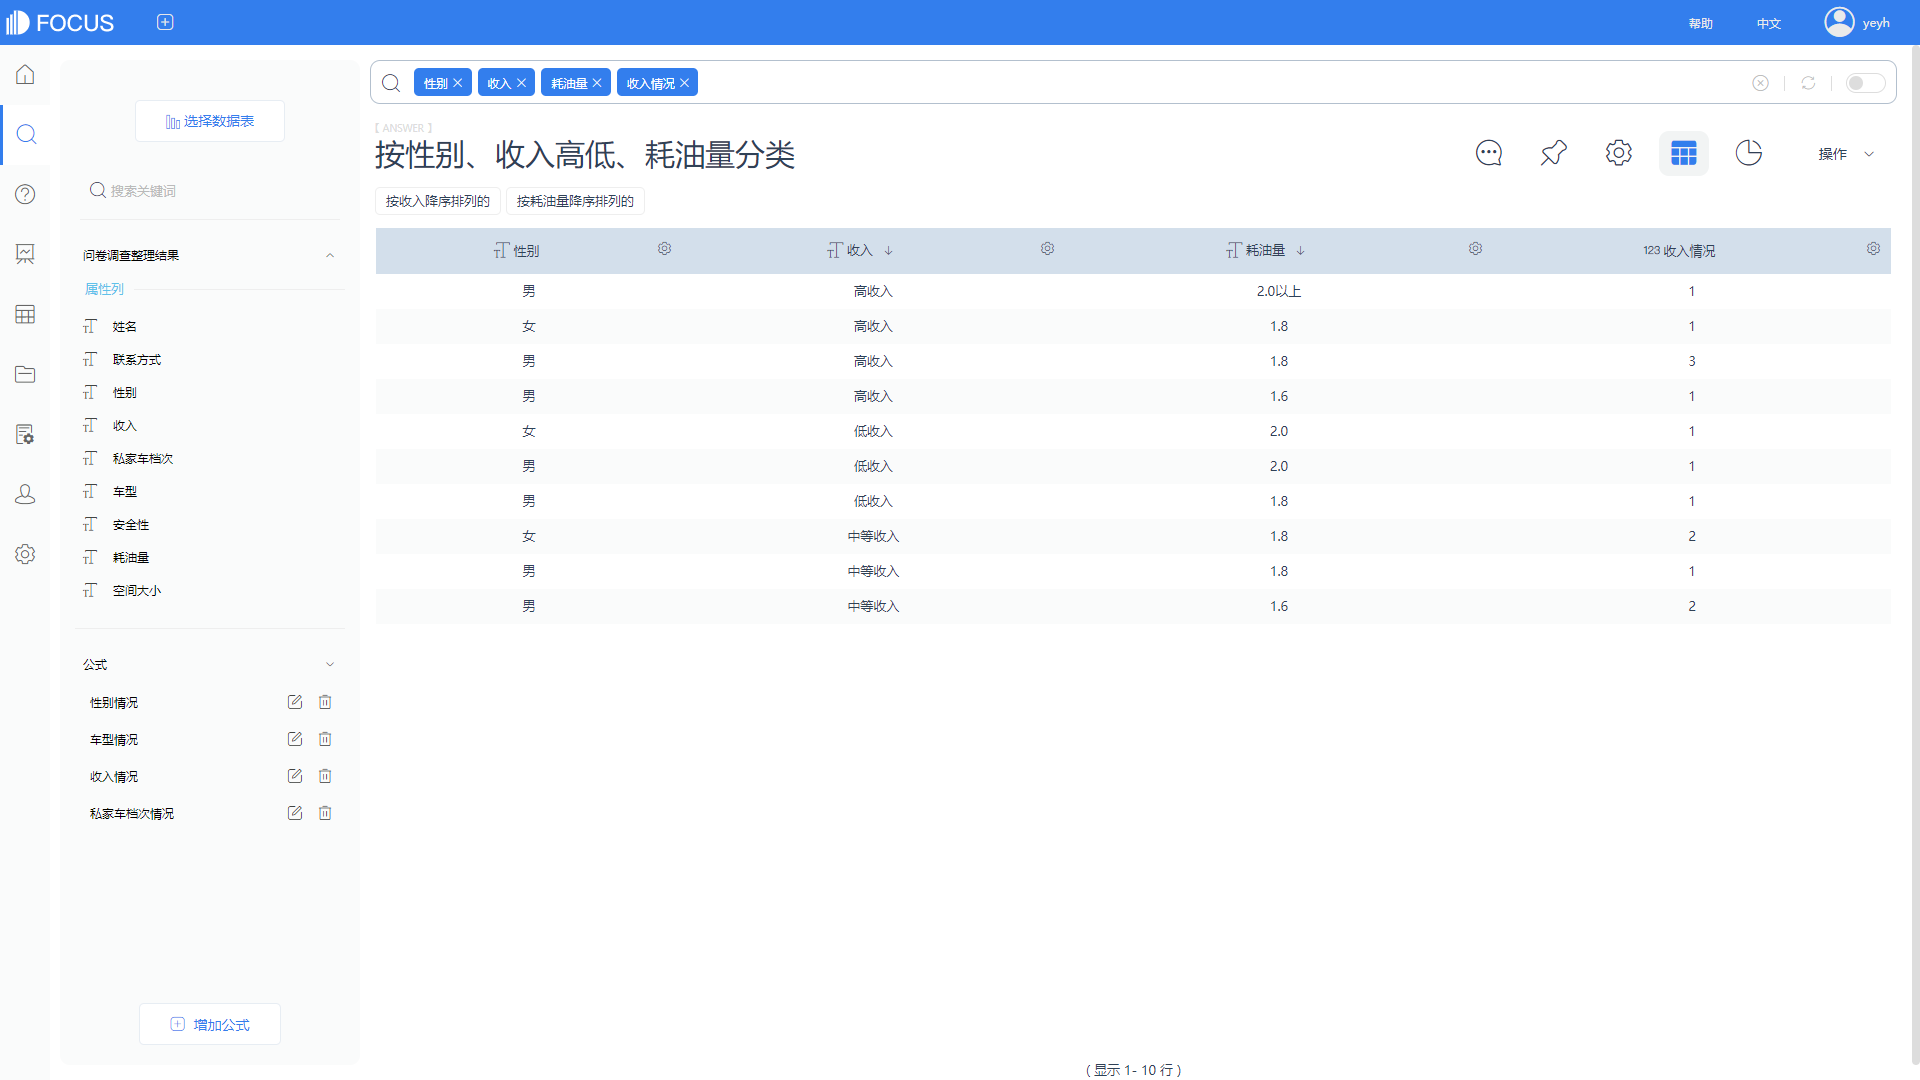 FOCUS
帮助 中文 yeyh
选择数据表
搜索关键词
问卷调查整理结果
属性列
姓名
联系方式
性别
收入
私家车档次
车型
安全性
耗油量
空间大小
公式
性别情况
车型情况
收入情况
私家车档次情况
增加公式
性别 收入 耗油量 收入情况
【 ANSWER 】
按性别、收入高低、耗油量分类
操作
按收入降序排列的 按耗油量降序排列的
性别 收入 耗油量 123 收入情况
男 高收入 2.0以上 1
女 高收入 1.8 1
男 高收入 1.8 3
男 高收入 1.6 1
女 低收入 2.0 1
男 低收入 2.0 1
男 低收入 1.8 1
女 中等收入 1.8 2
男 中等收入 1.8 1
男 中等收入 1.6 2
( 显示 1- 10 行 )